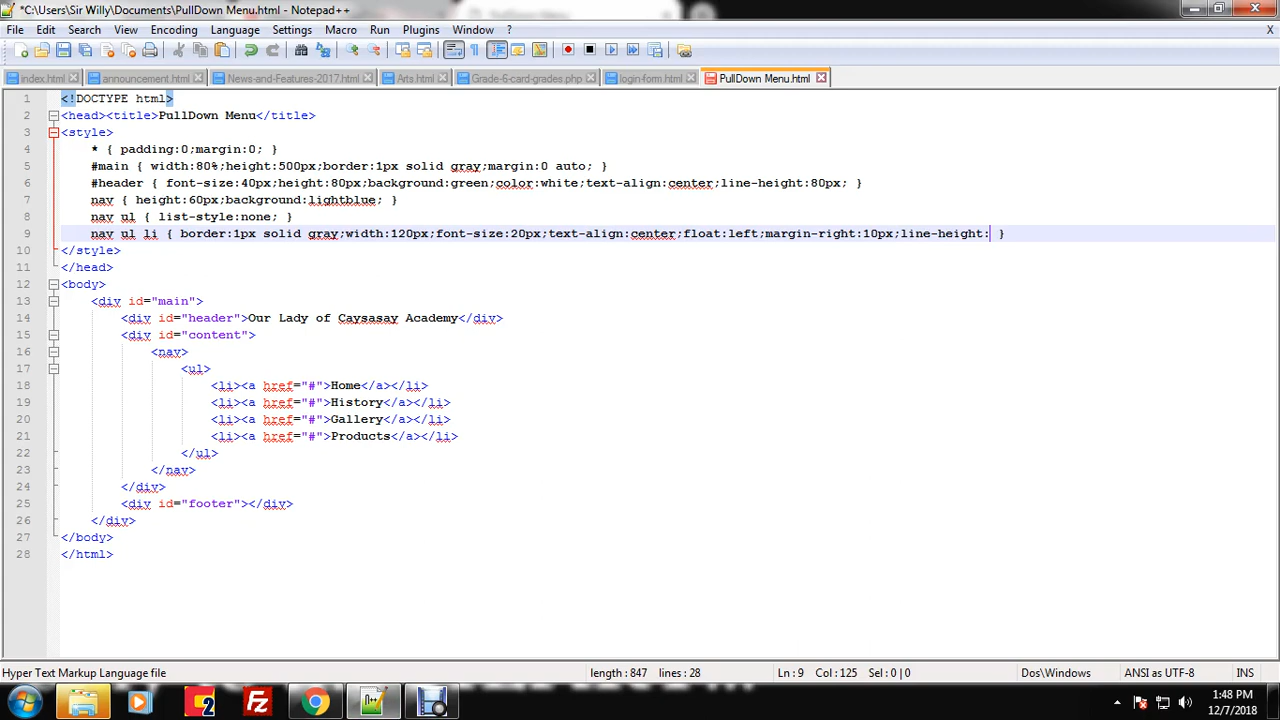 *C:\Users\Sir Willy\Documents\PullDown Menu.html - Notepad++
File Edit Search View Encoding Language Settings Macro Run Plugins Window ? X
index.html announcement.html News-and-Features-2017.html Arts.html Grade-6-card-grades.php login-form.html PullDown Menu.html
1 <!DOCTYPE html>
2 <head><title>PullDown Menu</title>
3 <style>
4 * { padding:0;margin:0; }
5 #main { width:80%;height:500px;border:1px solid gray;margin:0 auto; }
6 #header { font-size:40px;height:80px;background:green;color:white;text-align:center;line-height:80px; }
7 nav { height:60px;background:lightblue; }
8 nav ul { list-style:none; }
9 nav ul li { border:1px solid gray;width:120px;font-size:20px;text-align:center;float:left;margin-right:10px;line-height: }
10 </style>
11 </head>
12 <body>
13 <div id="main">
14 <div id="header">Our Lady of Caysasay Academy</div>
15 <div id="content">
16 <nav>
17 <ul>
18 <li><a href="#">Home</a></li>
19 <li><a href="#">History</a></li>
20 <li><a href="#">Gallery</a></li>
21 <li><a href="#">Products</a></li>
22 </ul>
23 </nav>
24 </div>
25 <div id="footer"></div>
26 </div>
27 </body>
28 </html>
Hyper Text Markup Language file length : 847 lines : 28 Ln : 9 Col : 125 Sel : 0 | 0 Dos\Windows ANSI as UTF-8 INS
1:48 PM
12/7/2018